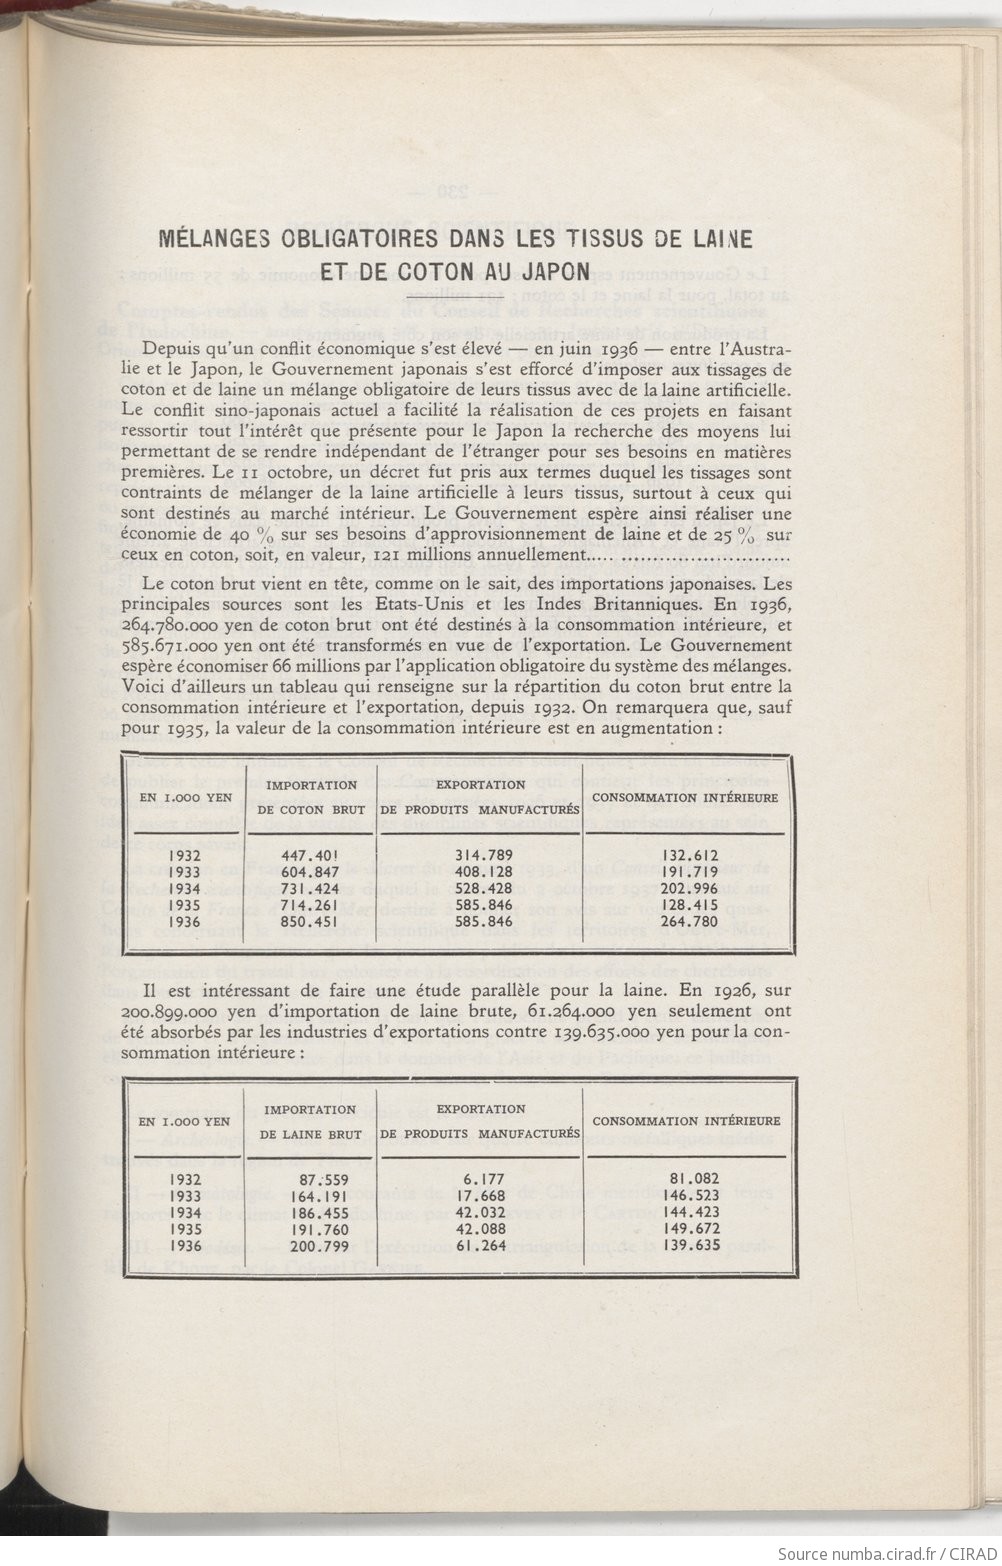 MÉLANGES OBLIGATOIRES DANS LES TISSUS DE LAINE
ET DE COTON AU JAPON
Depuis qu'un conflit économique s'est élevé — en juin 1936 — entre l'Austra-
lie et le Japon, le Gouvernement japonais s'est efforcé d'imposer aux tissages de
coton et de laine un mélange obligatoire de leurs tissus avec de la laine artificielle.
Le conflit sino-japonais actuel a facilité la réalisation de ces projets en faisant
ressortir tout l'intérêt que présente pour le Japon la recherche des moyens lui
permettant de se rendre indépendant de l'étranger pour ses besoins en matières
premières. Le 11 octobre, un décret fut pris aux termes duquel les tissages sont
contraints de mélanger de la laine artificielle à leurs tissus, surtout à ceux qui
sont destinés au marché intérieur. Le Gouvernement espère ainsi réaliser une
économie de 40 % sur ses besoins d'approvisionnement de laine et de 25 % sur
ceux en coton, soit, en valeur, 121 millions annuellement.................................
Le coton brut vient en tête, comme on le sait, des importations japonaises. Les
principales sources sont les Etats-Unis et les Indes Britanniques. En 1936,
264.780.000 yen de coton brut ont été destinés à la consommation intérieure, et
585.671.000 yen ont été transformés en vue de l'exportation. Le Gouvernement
espère économiser 66 millions par l'application obligatoire du système des mélanges.
Voici d'ailleurs un tableau qui renseigne sur la répartition du coton brut entre la
consommation intérieure et l'exportation, depuis 1932. On remarquera que, sauf
pour 1935, la valeur de la consommation intérieure est en augmentation :
EN 1.000 YEN IMPORTATION DE COTON BRUT EXPORTATION DE PRODUITS MANUFACTURÉS CONSOMMATION INTÉRIEURE
1932 447.401 314.789 132.612
1933 604.847 408.128 191.719
1934 731.424 528.428 202.996
1935 714.261 585.846 128.415
1936 850.451 585.846 264.780
Il est intéressant de faire une étude parallèle pour la laine. En 1926, sur
200.899.000 yen d'importation de laine brute, 61.264.000 yen seulement ont
été absorbés par les industries d'exportations contre 139.635.000 yen pour la con-
sommation intérieure :
EN 1.000 YEN IMPORTATION DE LAINE BRUT EXPORTATION DE PRODUITS MANUFACTURÉS CONSOMMATION INTÉRIEURE
1932 87.559 6.177 81.082
1933 164.191 17.668 146.523
1934 186.455 42.032 144.423
1935 191.760 42.088 149.672
1936 200.799 61.264 139.635
Source numba.cirad.fr / CIRAD